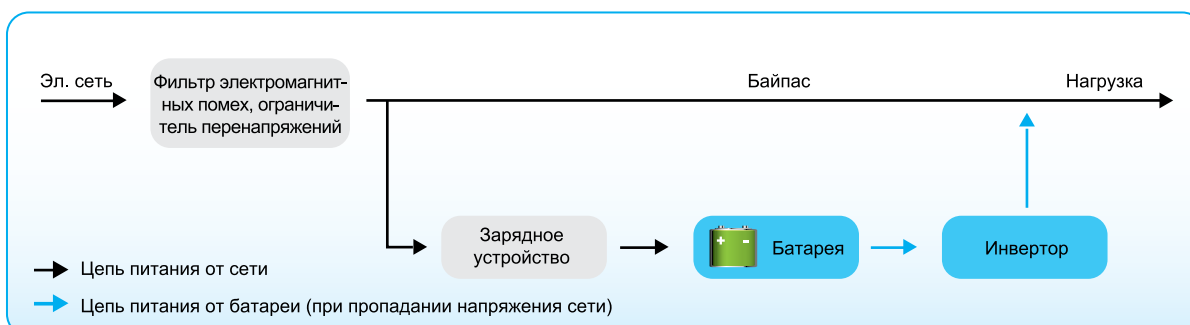 Эл. сеть
Фильтр электромагнит-
ных помех, ограничи-
тель перенапряжений
Байпас
Нагрузка
Зарядное
устройство
+ -
Батарея
Инвертор
Цепь питания от сети
Цепь питания от батареи (при пропадании напряжения сети)